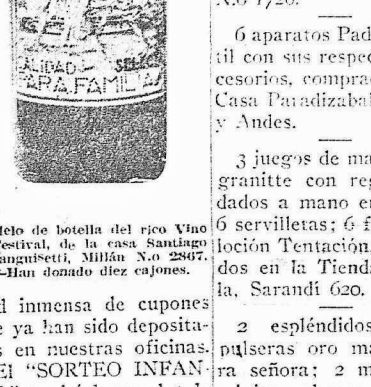 CALIDAD SELEC
PARA FAMILIA
delo de botella del rico Vino
Festival, de la casa Santiago
anguisetti, Millán N.o 2867.
—Han donado diez cajones.
d inmensa de cupones
e ya han sido deposita-
s en nuestras oficinas.
El "SORTEO INFAN-
N.o 1720.
6 aparatos Pad
til con sus respec
cesorios, compra
Casa Paradizabal
y Andes.
3 juegos de ma
granitte con reg
dados a mano en
6 servilletas; 6 f
loción Tentación
dos en la Tienda
la, Sarandí 620.
2 espléndidos
pulseras oro ma
ra señora; 2 m